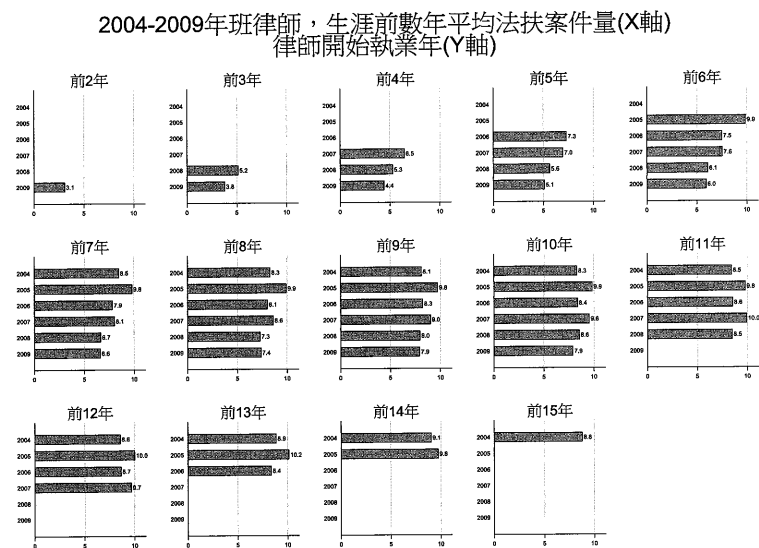 2004-2009年班律師，生涯前數年平均法扶案件量(X軸)
律師開始執業年(Y軸)
前2年
2004
2005
2006
2007
2008
2009 3.1
0 5 10
前3年
2004
2005
2006
2007
2008 5.2
2009 3.8
0 5 10
前4年
2004
2005
2006
2007 6.5
2008 5.3
2009 4.4
0 5 10
前5年
2004
2005
2006 7.3
2007 7.0
2008 5.6
2009 5.1
0 5 10
前6年
2004
2005 9.9
2006 7.5
2007 7.6
2008 6.1
2009 6.0
0 5 10
前7年
2004 8.5
2005 9.8
2006 7.9
2007 8.1
2008 6.7
2009 6.6
0 5 10
前8年
2004 8.3
2005 9.9
2006 8.1
2007 8.6
2008 7.3
2009 7.4
0 5 10
前9年
2004 8.1
2005 9.8
2006 8.3
2007 9.0
2008 8.0
2009 7.9
0 5 10
前10年
2004 8.3
2005 9.9
2006 8.4
2007 9.6
2008 8.6
2009 7.9
0 5 10
前11年
2004 8.5
2005 9.8
2006 8.6
2007 10.0
2008 8.5
2009
0 5 10
前12年
2004 8.6
2005 10.0
2006 8.7
2007 9.7
2008
2009
0 5 10
前13年
2004 8.9
2005 10.2
2006 8.4
2007
2008
2009
0 5 10
前14年
2004 9.1
2005 9.8
2006
2007
2008
2009
0 5 10
前15年
2004 8.8
2005
2006
2007
2008
2009
0 5 10